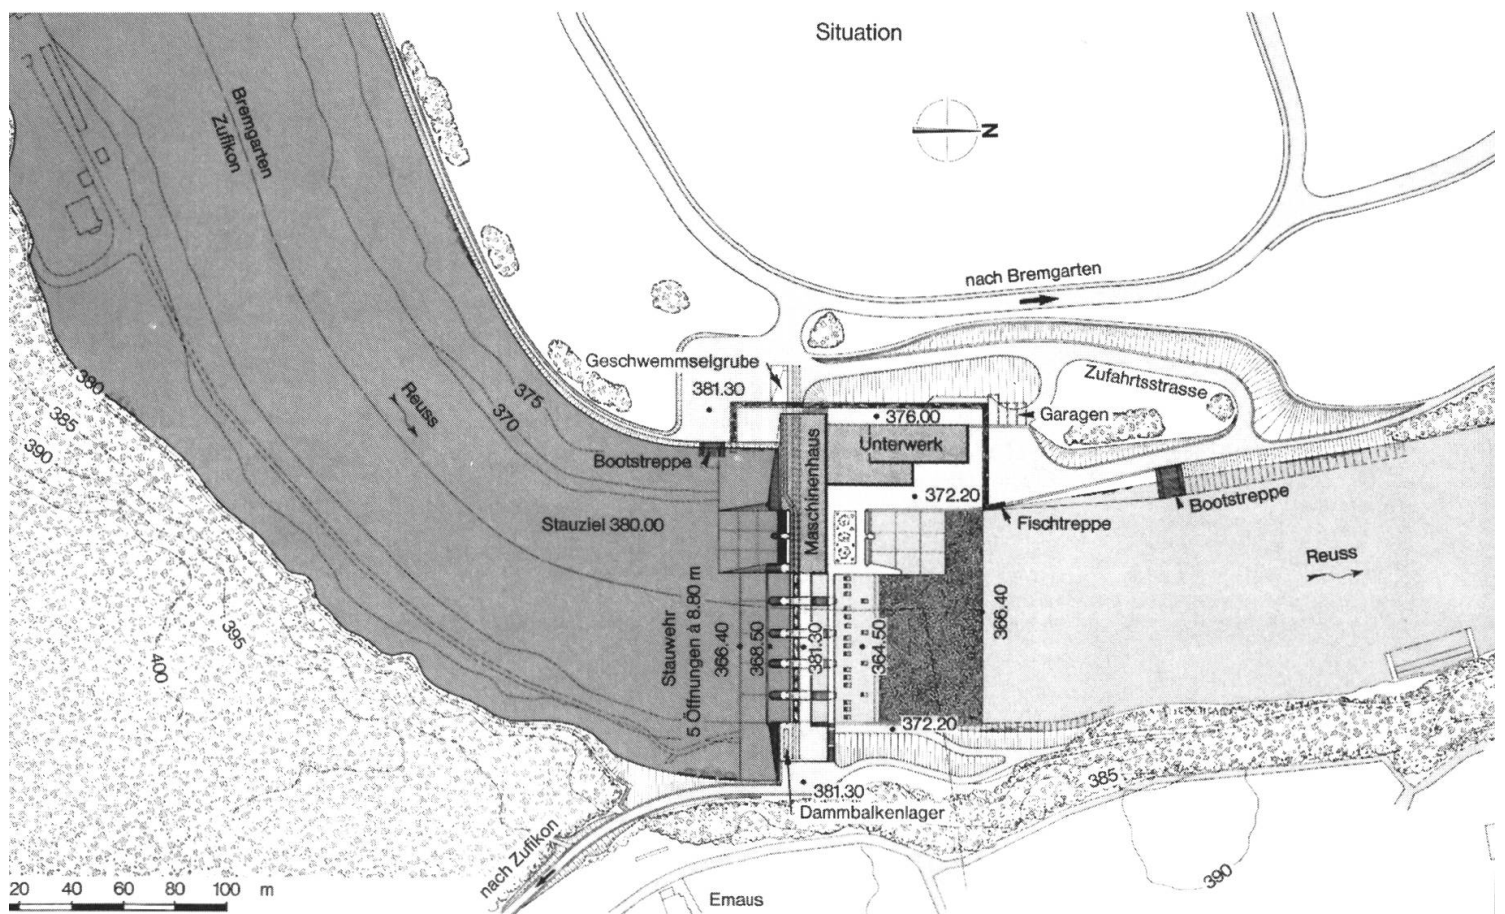 Situation
N
Bremgarten
Zufikon
nach Bremgarten
Geschwemmselgrube
381.30
Zufahrtsstrasse
Garagen
376.00
Unterwerk
Maschinenhaus
372.20
375
370
Reuss
380
385
390
395
400
Bootstreppe
Stauziel 380.00
Fischtreppe
Bootstreppe
Reuss
Stauwehr
5 Öffnungen à 8.80 m
366.40
368.50
381.30
364.50
366.40
372.20
381.30
Dammbalkenlager
385
390
nach Zufikon
Emaus
20 40 60 80 100 m